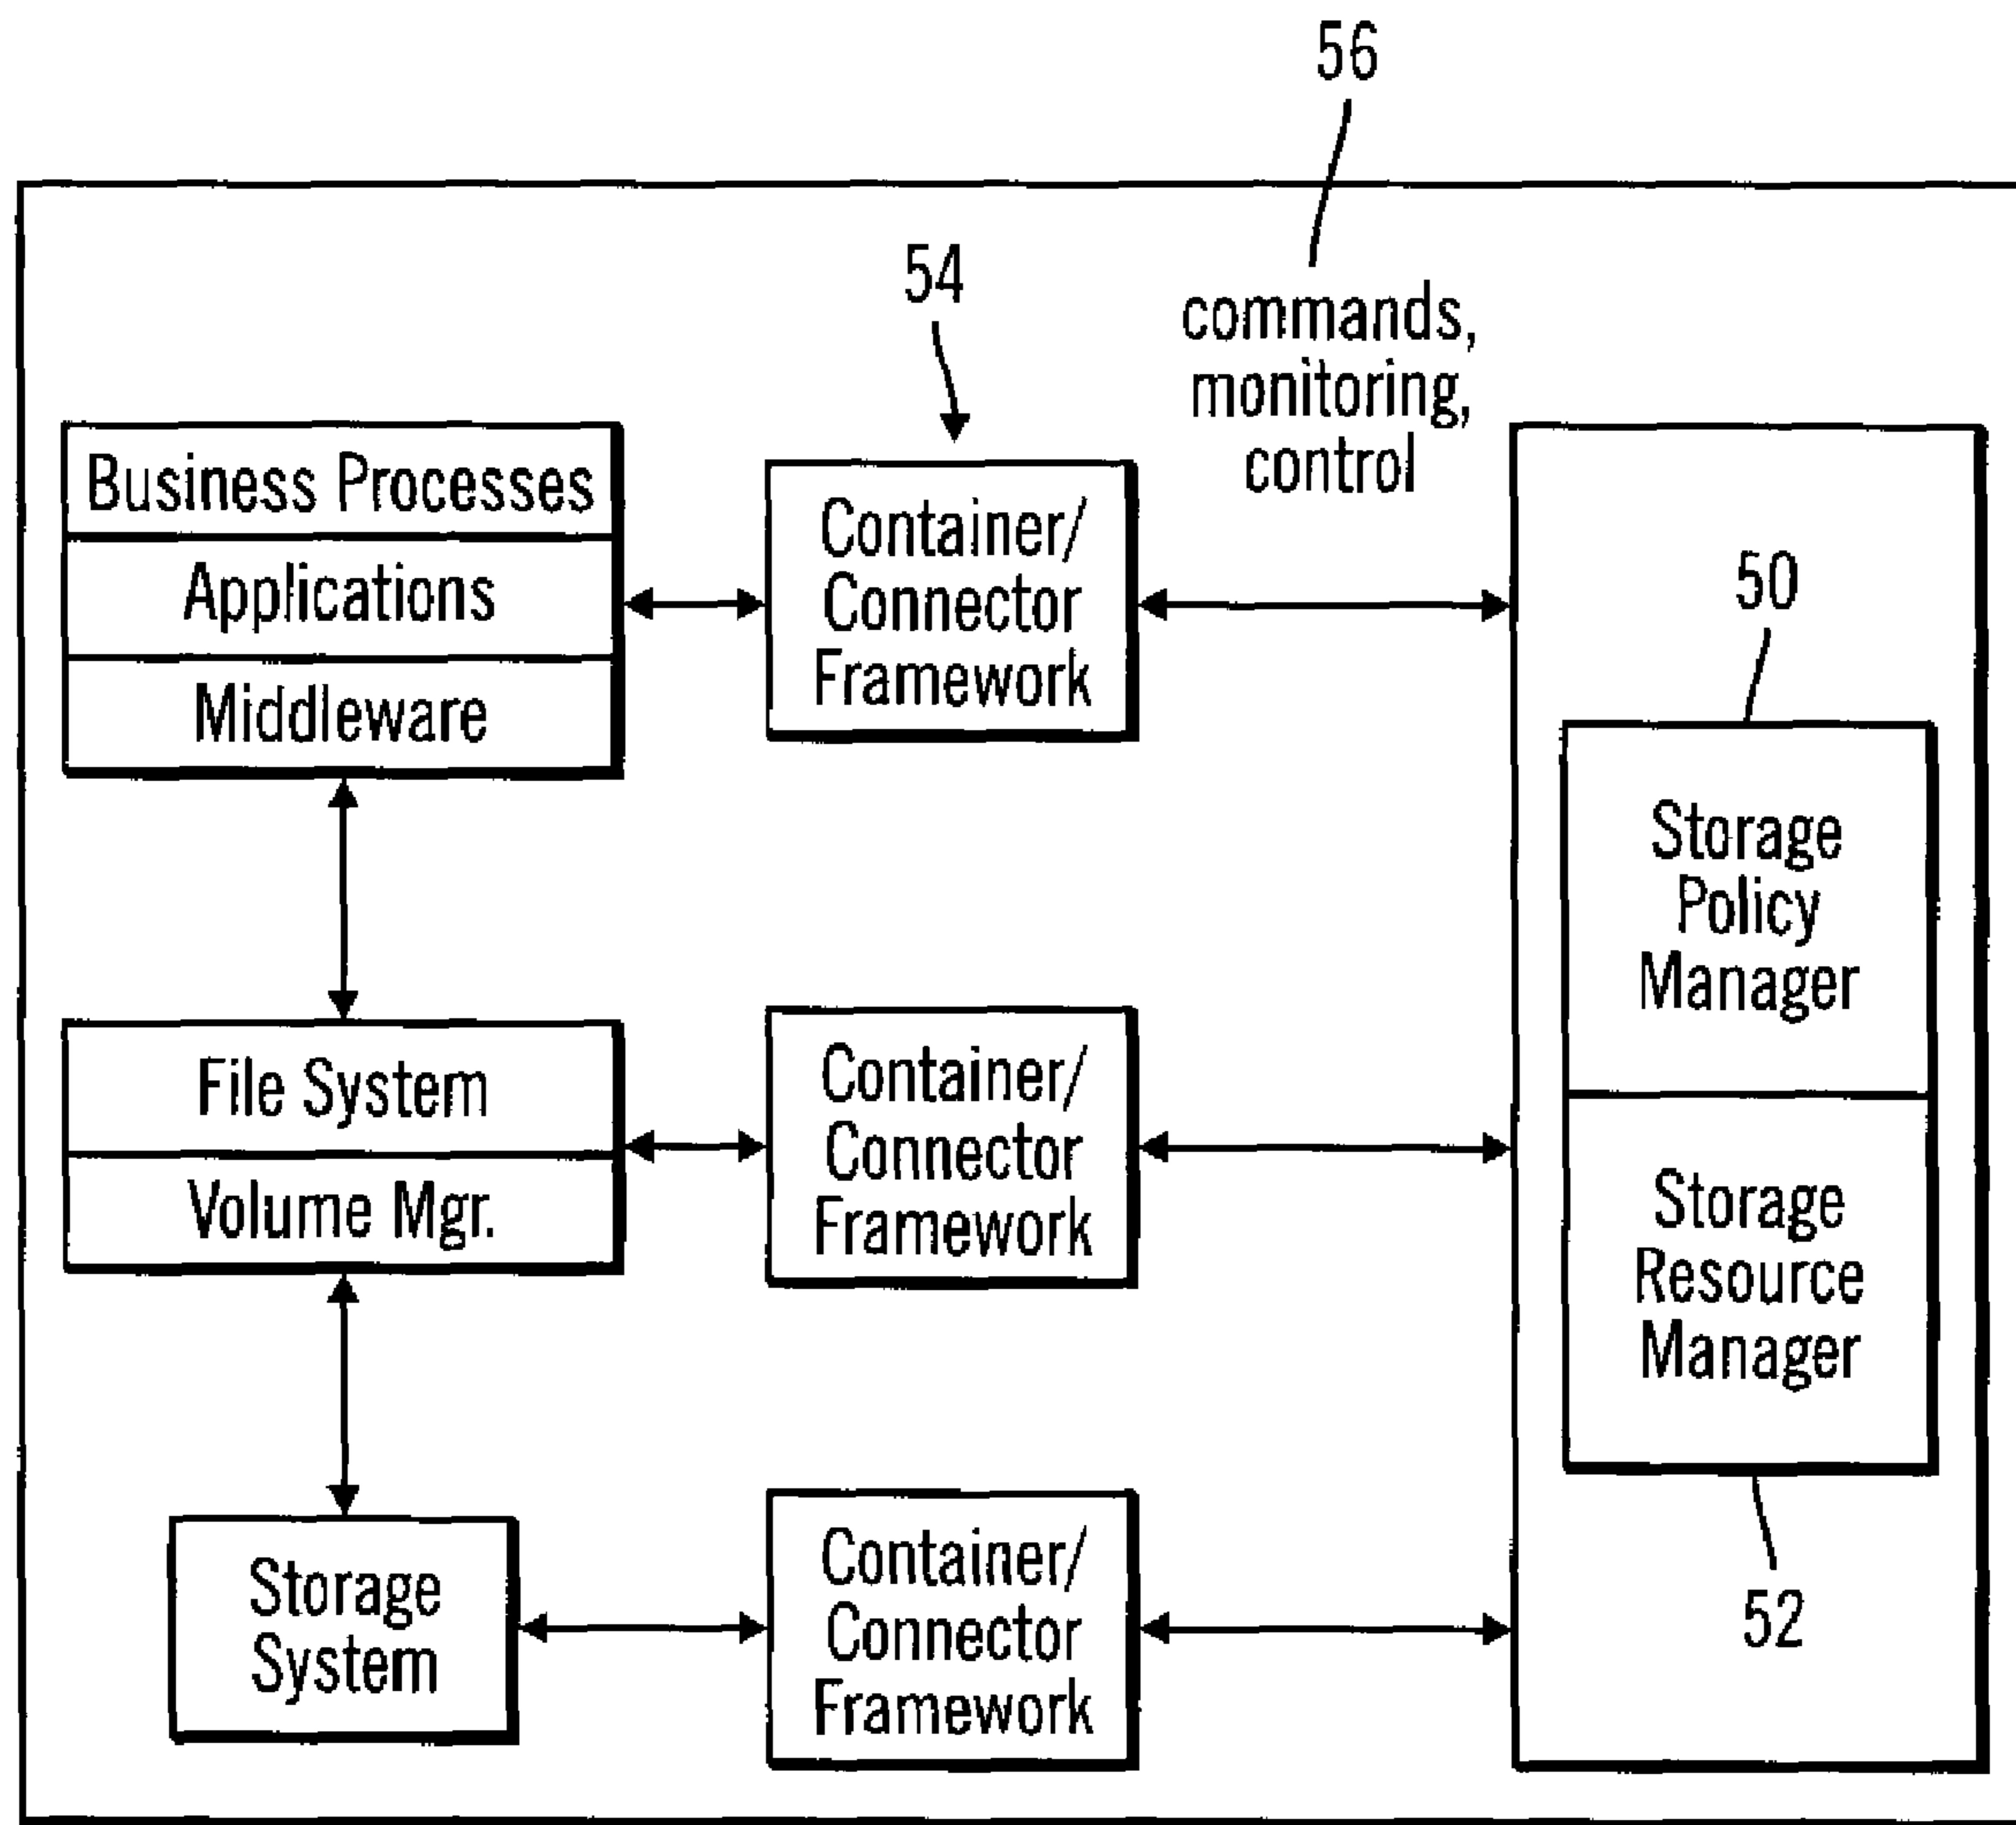 56
54
commands,
monitoring,
control
Business Processes
Applications
Middleware
Container/
Connector
Framework
50
Storage
Policy
Manager
File System
Volume Mgr.
Container/
Connector
Framework
Storage
Resource
Manager
52
Storage
System
Container/
Connector
Framework